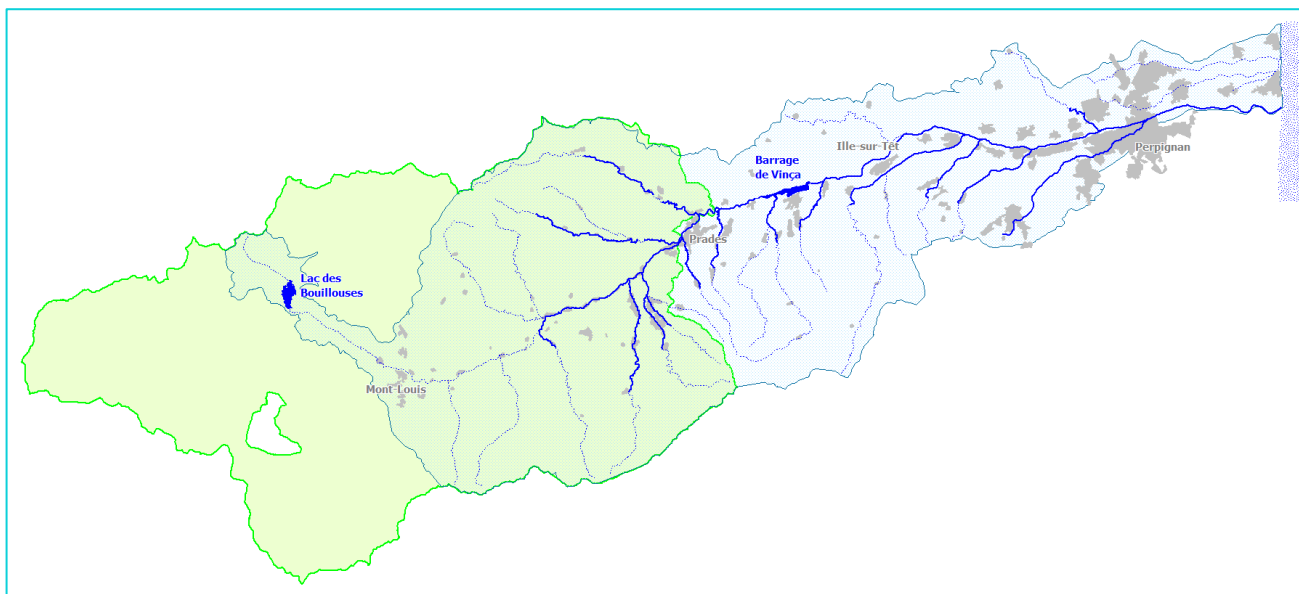 Ille-sur-Têt
Perpignan
Barrage
de Vinça
Prades
Lac des
Bouillouses
Mont-Louis